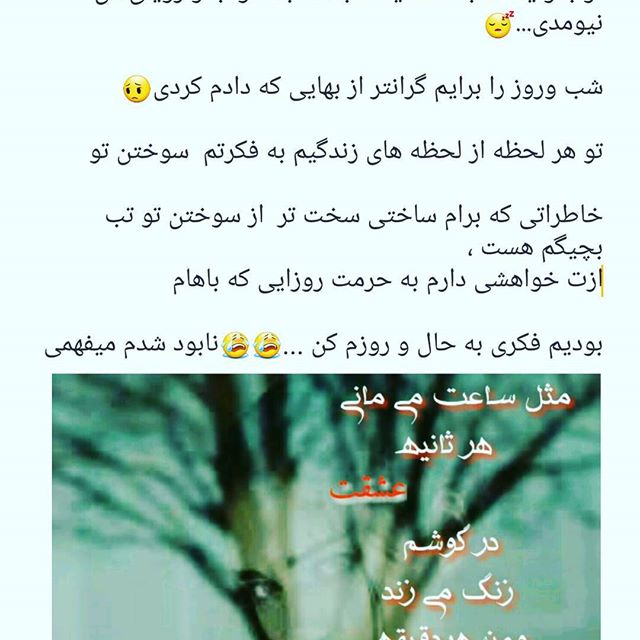 نیومدی...😴
شب وروز را برایم گرانتر از بهایی که دادم کردی😔
تو هر لحظه از لحظه های زندگیم به فکرتم سوختن تو
خاطراتی که برام ساختی سخت تر از سوختن تو تب
بچیگم هست ،
ازت خواهشی دارم به حرمت روزایی که باهام
بودیم فکری به حال و روزم کن ...😭😭نابود شدم میفهمی
مثل ساعت می مانی
هر ثانیه
عشقت
در گوشم
زنگ می زند